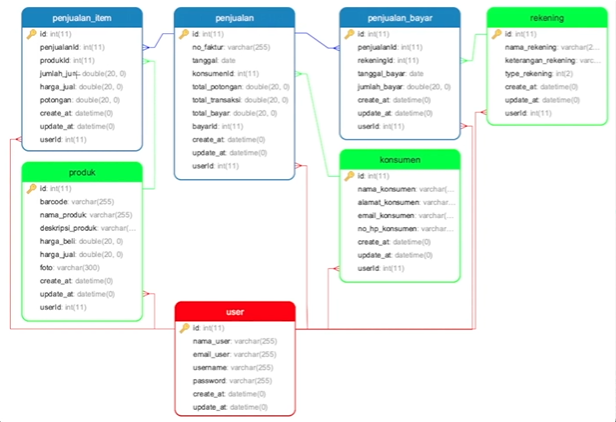 penjualan_item
id: int(11)
penjualanId: int(11)
produkId: int(11)
double(20, 0)
harga_jual: double(20, 0)
potongan: double(20, 0)
create_at: datetime(0)
update_at: datetime(0)
userId: int(11)
penjualan
id: int(11)
no_faktur: varchar(255)
tanggal: date
konsumenId: int(11)
total_potongan: double(20, 0)
total_transaksi: double(20, 0)
total_bayar: double(20, 0)
bayarId: int(11)
create_at: datetime(0)
update_at: datetime(0)
userId: int(11)
penjualan_bayar
id: int(11)
penjualanId: int(11)
rekeningId: int(11)
tanggal_bayar: date
jumlah_bayar: double(20, 0)
create_at: datetime(0)
update_at: datetime(0)
userId: int(11)
rekening
id: int(11)
nama_rekening: varchar(2...
keterangan_rekening: varc...
type_rekening: int(2)
create_at: datetime(0)
update_at: datetime(0)
userId: int(11)
produk
id: int(11)
barcode: varchar(255)
nama_produk: varchar(255)
deskripsi_produk: varchar(...
harga_beli: double(20, 0)
harga_jual: double(20, 0)
foto: varchar(300)
create_at: datetime(0)
update_at: datetime(0)
userId: int(11)
konsumen
id: int(11)
nama_konsumen: varchar(...
alamat_konsumen: varchar...
email_konsumen: varchar(...
no_hp_konsumen: varchar...
create_at: datetime(0)
update_at: datetime(0)
userId: int(11)
user
id: int(11)
nama_user: varchar(255)
email_user: varchar(255)
username: varchar(255)
password: varchar(255)
create_at: datetime(0)
update_at: datetime(0)